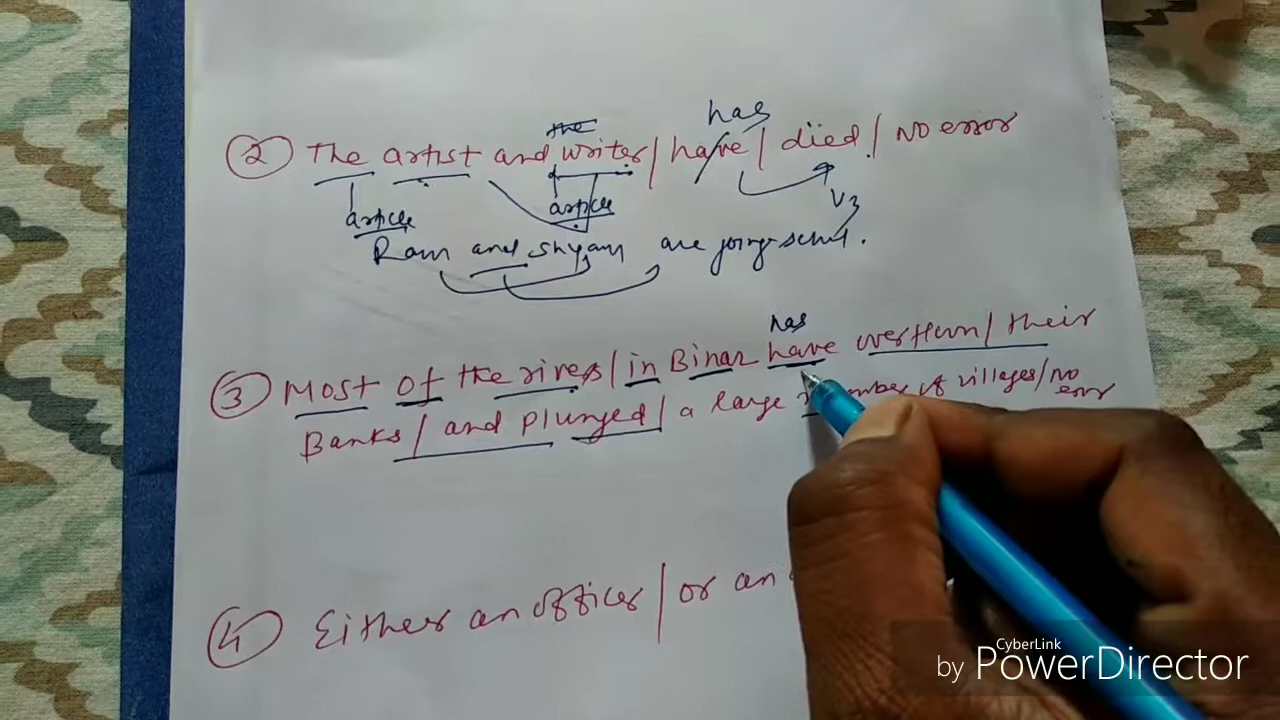 has
the
② The artist and writer / have / died / No error
article article V3
Ram and Shyam are going
has
③ Most of the rivers / in Bihar have overflown / their
Banks / and plunged / a large number of villages / no error
④ Either an officer / or an
CyberLink
by PowerDirector